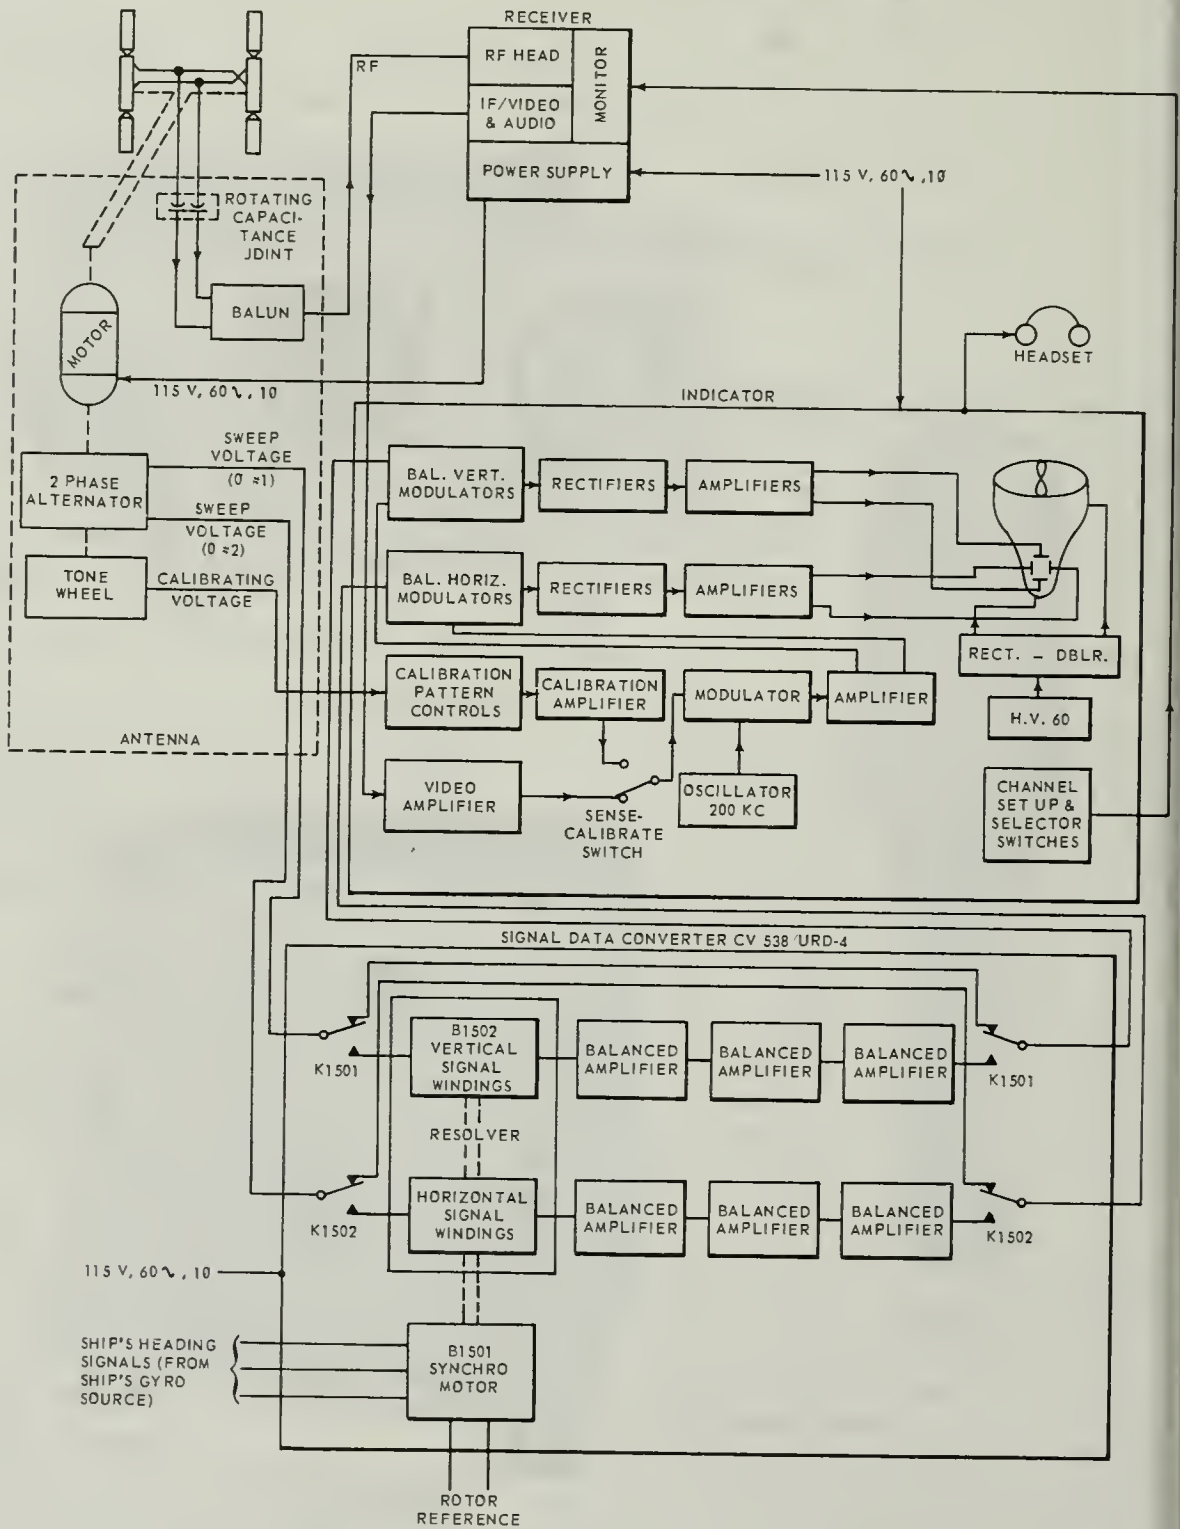 RECEIVER
RF HEAD
MONITOR
IF/VIDEO
& AUDIO
POWER SUPPLY
RF
115 V, 60∿, 1Ø
ROTATING
CAPACI-
TANCE
JDINT
BALUN
MOTOR
115 V, 60∿, 10
HEADSET
INDICATOR
SWEEP
VOLTAGE
(0 ≈1)
2 PHASE
ALTERNATOR
SWEEP
VOLTAGE
(0 ≈2)
TONE
WHEEL
CALIBRATING
VOLTAGE
ANTENNA
BAL. VERT.
MODULATORS
RECTIFIERS
AMPLIFIERS
BAL. HORIZ.
MODULATORS
RECTIFIERS
AMPLIFIERS
RECT. - DBLR.
CALIBRATION
PATTERN
CONTROLS
CALIBRATION
AMPLIFIER
MODULATOR
AMPLIFIER
H.V. 60
VIDEO
AMPLIFIER
SENSE-
CALIBRATE
SWITCH
OSCILLATOR
200 KC
CHANNEL
SET UP &
SELECTOR
SWITCHES
SIGNAL DATA CONVERTER CV 538/URD-4
K1501
B1502
VERTICAL
SIGNAL
WINDINGS
BALANCED
AMPLIFIER
BALANCED
AMPLIFIER
BALANCED
AMPLIFIER
K1501
RESOLVER
K1502
HORIZONTAL
SIGNAL
WINDINGS
BALANCED
AMPLIFIER
BALANCED
AMPLIFIER
BALANCED
AMPLIFIER
K1502
115 V, 60∿, 10
SHIP'S HEADING
SIGNALS (FROM
SHIP'S GYRO
SOURCE)
B1501
SYNCHRO
MOTOR
ROTOR
REFERENCE